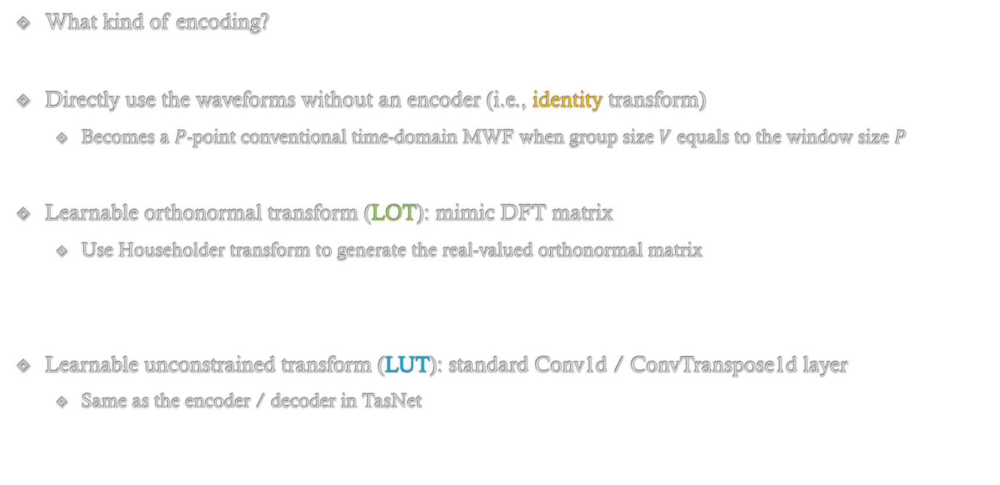 What kind of encoding?
Directly use the waveforms without an encoder (i.e., identity transform)
Becomes a P-point conventional time-domain MWF when group size V equals to the window size P
Learnable orthonormal transform (LOT): mimic DFT matrix
Use Householder transform to generate the real-valued orthonormal matrix
Learnable unconstrained transform (LUT): standard Conv1d / ConvTranspose1d layer
Same as the encoder / decoder in TasNet